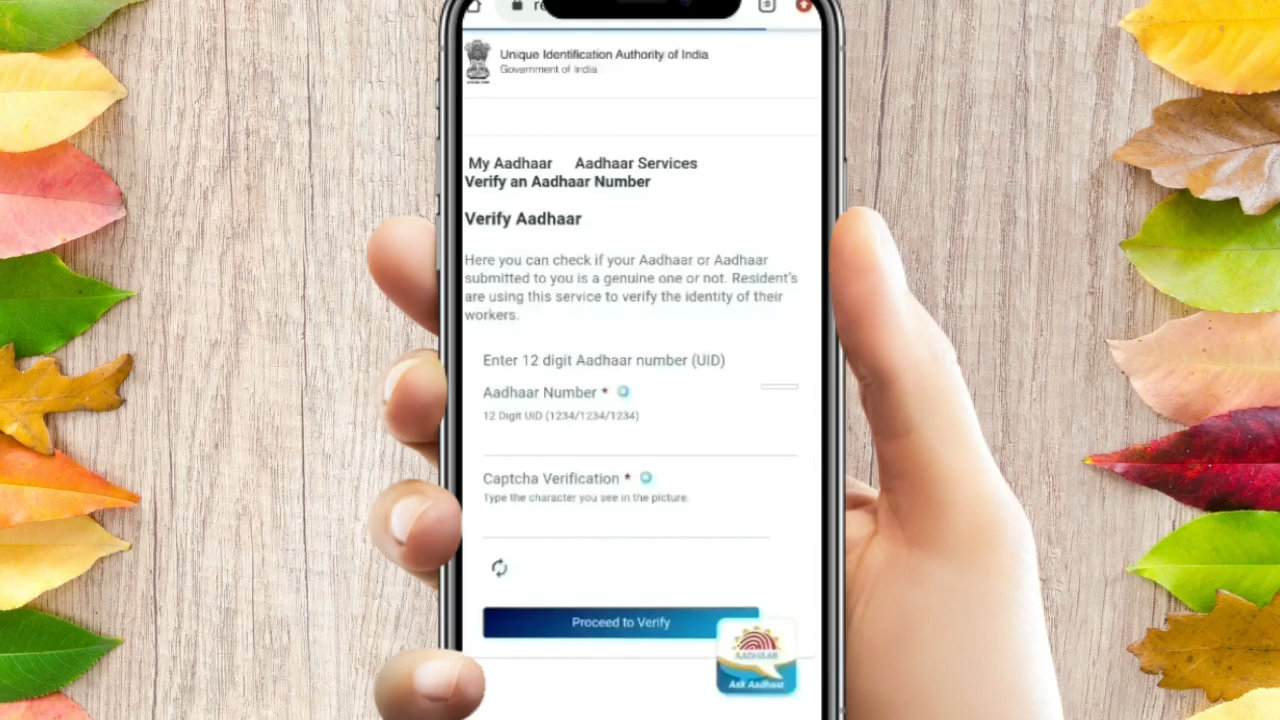 Unique Identification Authority of India
Government of India
My Aadhaar Aadhaar Services
Verify an Aadhaar Number
Verify Aadhaar
Here you can check if your Aadhaar or Aadhaar
submitted to you is a genuine one or not. Resident's
are using this service to verify the identity of their
workers.
Enter 12 digit Aadhaar number (UID)
Aadhaar Number *
12 Digit UID (1234/1234/1234)
Captcha Verification *
Type the character you see in the picture.
Proceed to Verify
AADHAAR
Ask Aadhaar